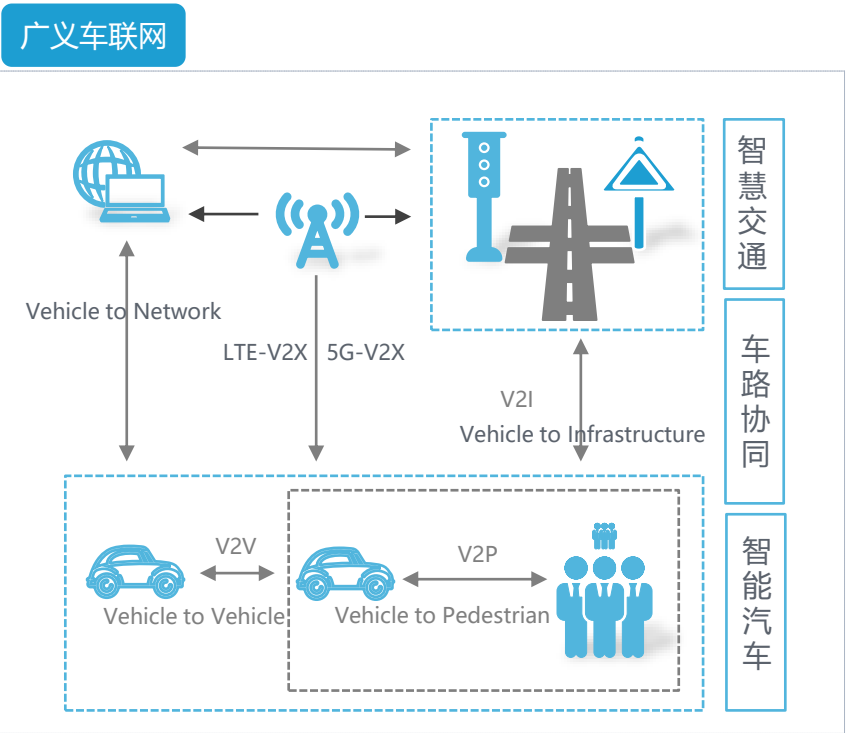 广义车联网
智慧交通
Vehicle to Network
LTE-V2X 5G-V2X
V2I
Vehicle to Infrastructure
车路协同
V2V
Vehicle to Vehicle
V2P
Vehicle to Pedestrian
智能汽车